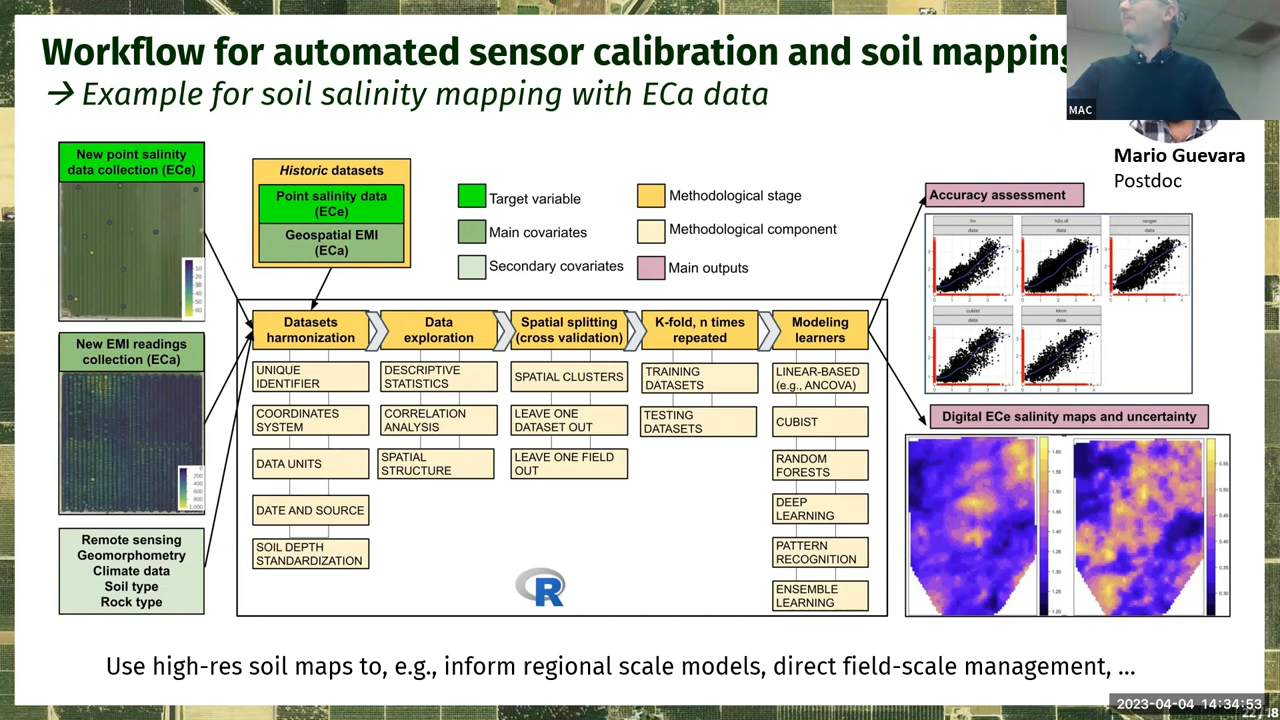 Workflow for automated sensor calibration and soil mapping
→ Example for soil salinity mapping with ECa data
MAC
Mario Guevara
Postdoc
New point salinity
data collection (ECe)
Historic datasets
Point salinity data
(ECe)
Geospatial EMI
(ECa)
Target variable
Main covariates
Secondary covariates
Methodological stage
Methodological component
Main outputs
New EMI readings
collection (ECa)
Remote sensing
Geomorphometry
Climate data
Soil type
Rock type
Datasets
harmonization
UNIQUE
IDENTIFIER
COORDINATES
SYSTEM
DATA UNITS
DATE AND SOURCE
SOIL DEPTH
STANDARDIZATION
Data
exploration
DESCRIPTIVE
STATISTICS
CORRELATION
ANALYSIS
SPATIAL
STRUCTURE
Spatial splitting
(cross validation)
SPATIAL CLUSTERS
LEAVE ONE
DATASET OUT
LEAVE ONE FIELD
OUT
K-fold, n times
repeated
TRAINING
DATASETS
TESTING
DATASETS
Modeling
learners
LINEAR-BASED
(e.g., ANCOVA)
CUBIST
RANDOM
FORESTS
DEEP
LEARNING
PATTERN
RECOGNITION
ENSEMBLE
LEARNING
R
Accuracy assessment
Digital ECe salinity maps and uncertainty
Use high-res soil maps to, e.g., inform regional scale models, direct field-scale management, ...
2023-04-04 14:34:53